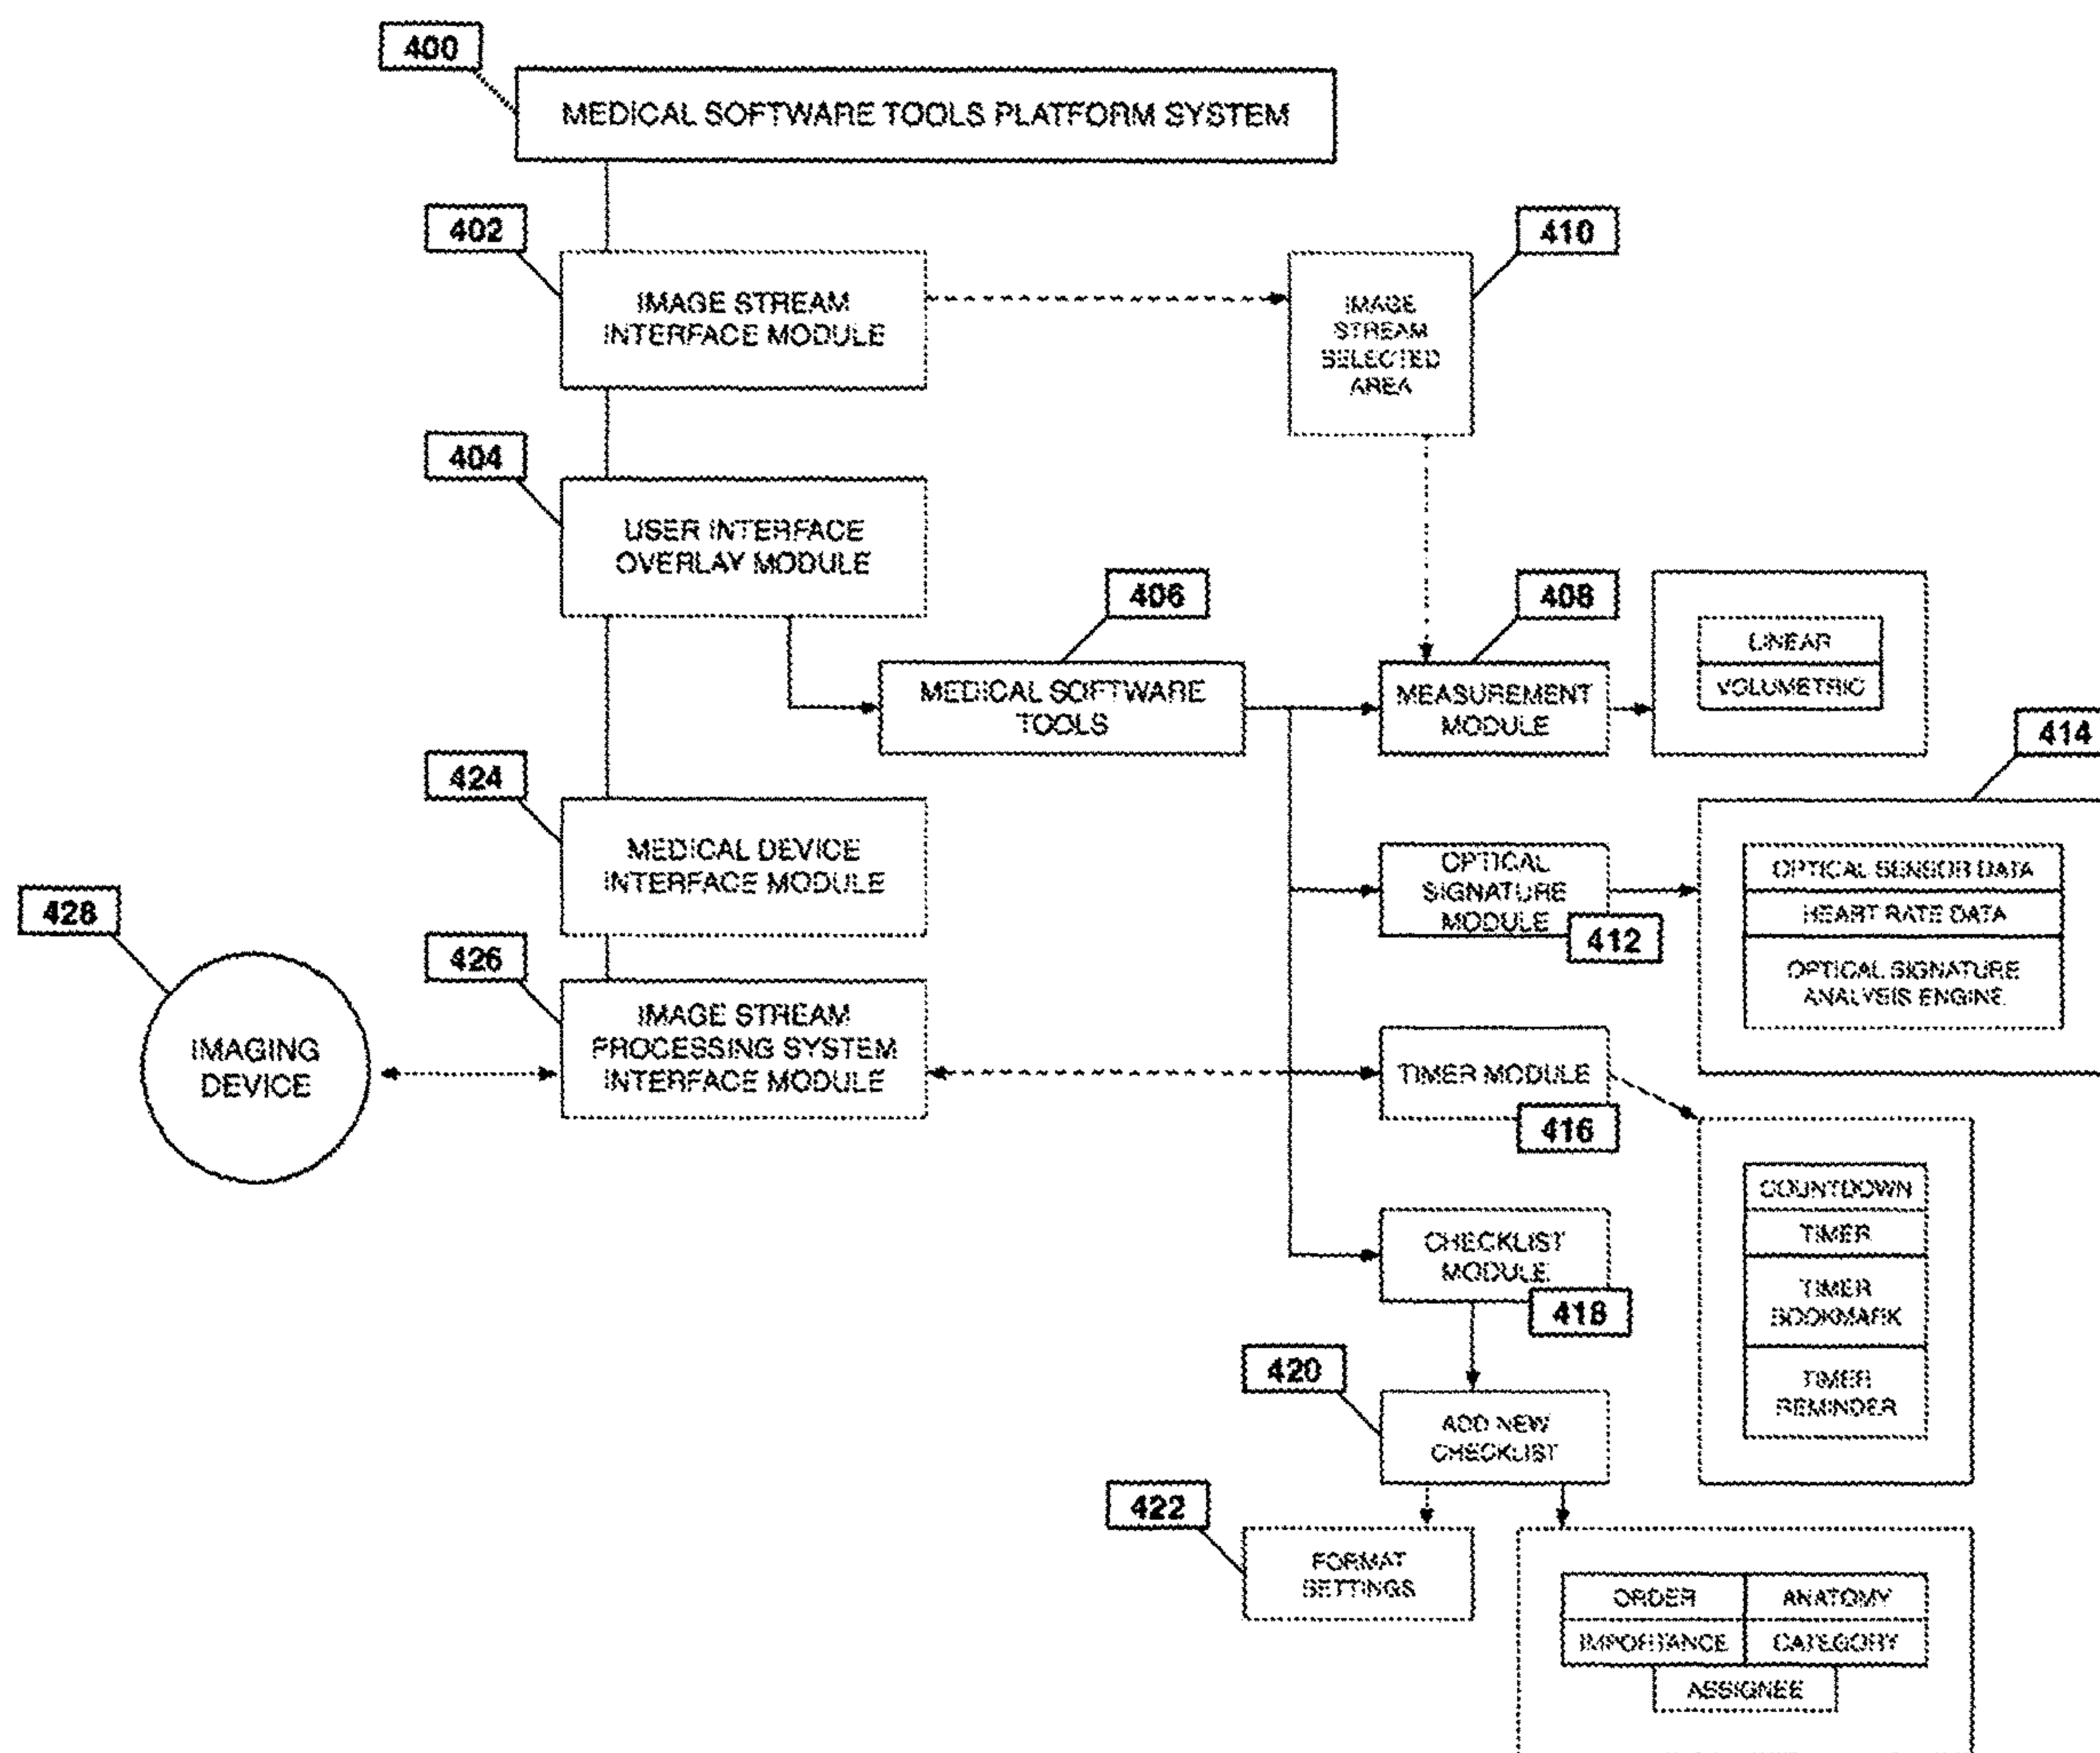 400
MEDICAL SOFTWARE TOOLS PLATFORM SYSTEM
402
IMAGE STREAM
INTERFACE MODULE
410
IMAGE
STREAM
SELECTED
AREA
404
USER INTERFACE
OVERLAY MODULE
406
MEDICAL SOFTWARE
TOOLS
408
MEASUREMENT
MODULE
LINEAR
VOLUMETRIC
414
424
MEDICAL DEVICE
INTERFACE MODULE
OPTICAL
SIGNATURE
MODULE
412
OPTICAL SENSOR DATA
HEART RATE DATA
OPTICAL SIGNATURE
ANALYSIS ENGINE
428
IMAGING
DEVICE
426
IMAGE STREAM
PROCESSING SYSTEM
INTERFACE MODULE
TIMER MODULE
416
COUNTDOWN
TIMER
TIMER
BOOKMARK
TIMER
REMINDER
CHECKLIST
MODULE
418
420
ADD NEW
CHECKLIST
422
FORMAT
SETTINGS
ORDER
ANATOMY
IMPORTANCE
CATEGORY
ASSIGNEE